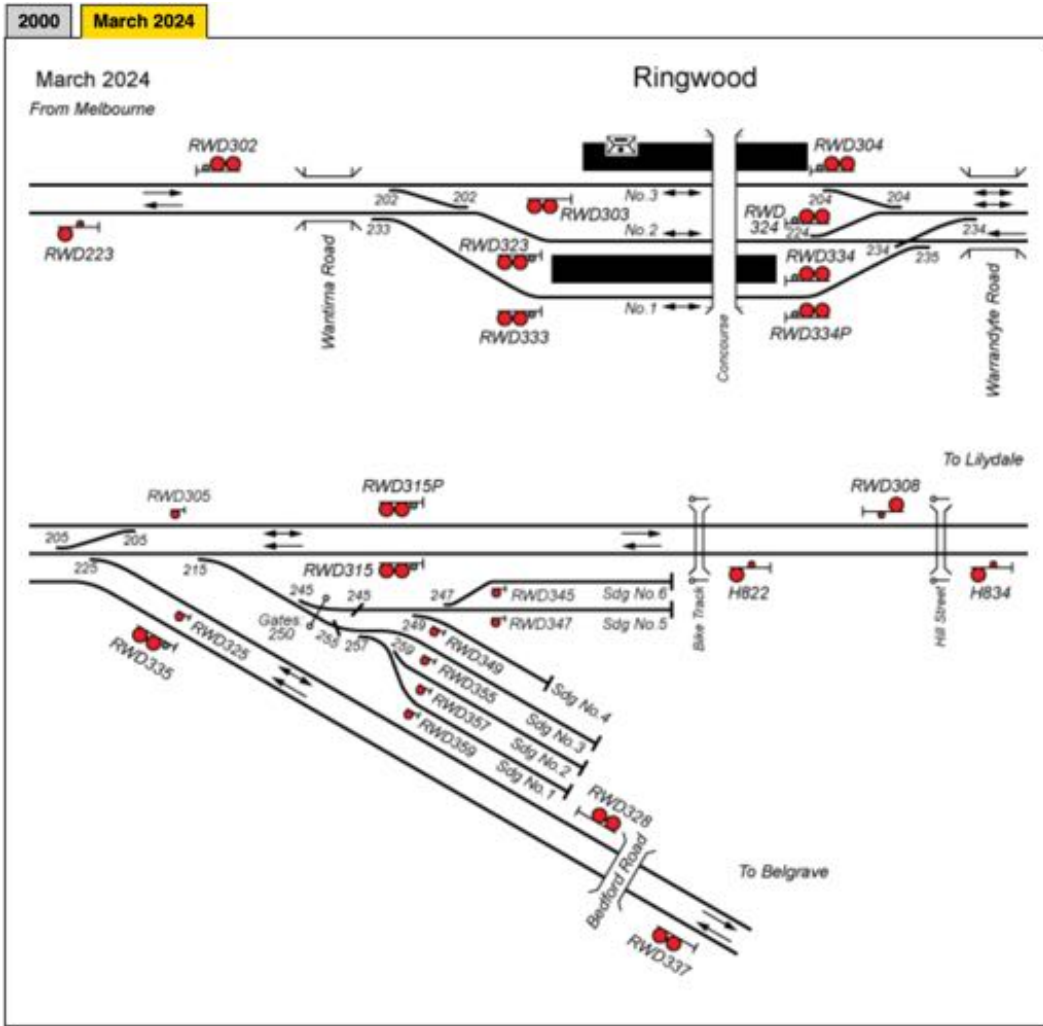 2000
March 2024
March 2024
Ringwood
From Melbourne
RWD302
RWD304
202
202
No.3
204
204
RWD303
RWD
324
RWD223
233
RWD323
No.2
224
234
234
235
RWD334
Wantirna Road
RWD333
No.1
RWD334P
Concourse
Warrandyte Road
To Lilydale
RWD305
RWD315P
RWD308
205
205
225
215
RWD315
H822
H834
245
245
247
RWD345
Sdg No.6
Gates
250
255
257
249
RWD347
Sdg No.5
Bike Track
Hill Street
259
RWD325
RWD335
RWD349
RWD355
RWD357
RWD359
Sdg No.4
Sdg No.3
Sdg No.2
Sdg No.1
RWD328
Bedford Road
To Belgrave
RWD337